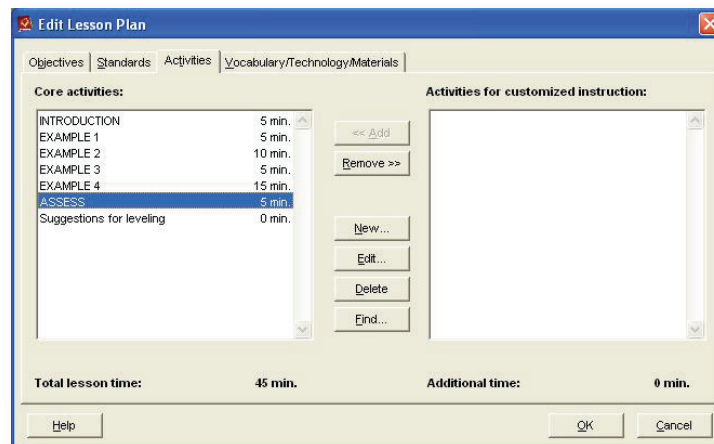 Edit Lesson Plan
Objectives Standards Activities Vocabulary/Technology/Materials
Core activities:
INTRODUCTION 5 min.
EXAMPLE 1 5 min.
EXAMPLE 2 10 min.
EXAMPLE 3 5 min.
EXAMPLE 4 15 min.
ASSESS 5 min.
Suggestions for leveling 0 min.
Total lesson time: 45 min.
<< Add
Remove >>
New...
Edit...
Delete
Find...
Activities for customized instruction:
Additional time: 0 min.
Help
OK
Cancel